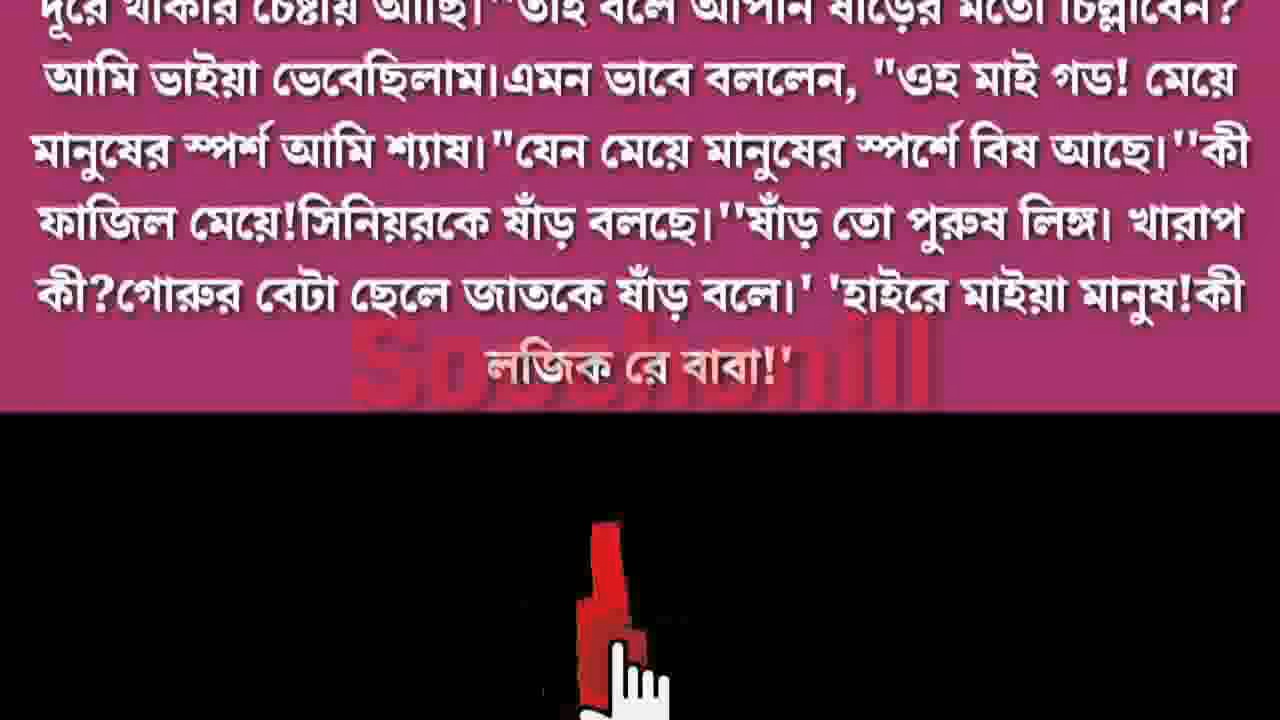 দূরে থাকার চেষ্টায় আছি।''তাই বলে আপনি ষাঁড়ের মতো চিল্লাবেন?
আমি ভাইয়া ভেবেছিলাম।এমন ভাবে বললেন, "ওহ মাই গড! মেয়ে
মানুষের স্পর্শ আমি শ্যাষ।"যেন মেয়ে মানুষের স্পর্শে বিষ আছে।''কী
ফাজিল মেয়ে!সিনিয়রকে ষাঁড় বলছে।''ষাঁড় তো পুরুষ লিঙ্গ। খারাপ
কী?গোরুর বেটা ছেলে জাতকে ষাঁড় বলে।' 'হাইরে মাইয়া মানুষ!কী
লজিক রে বাবা!'